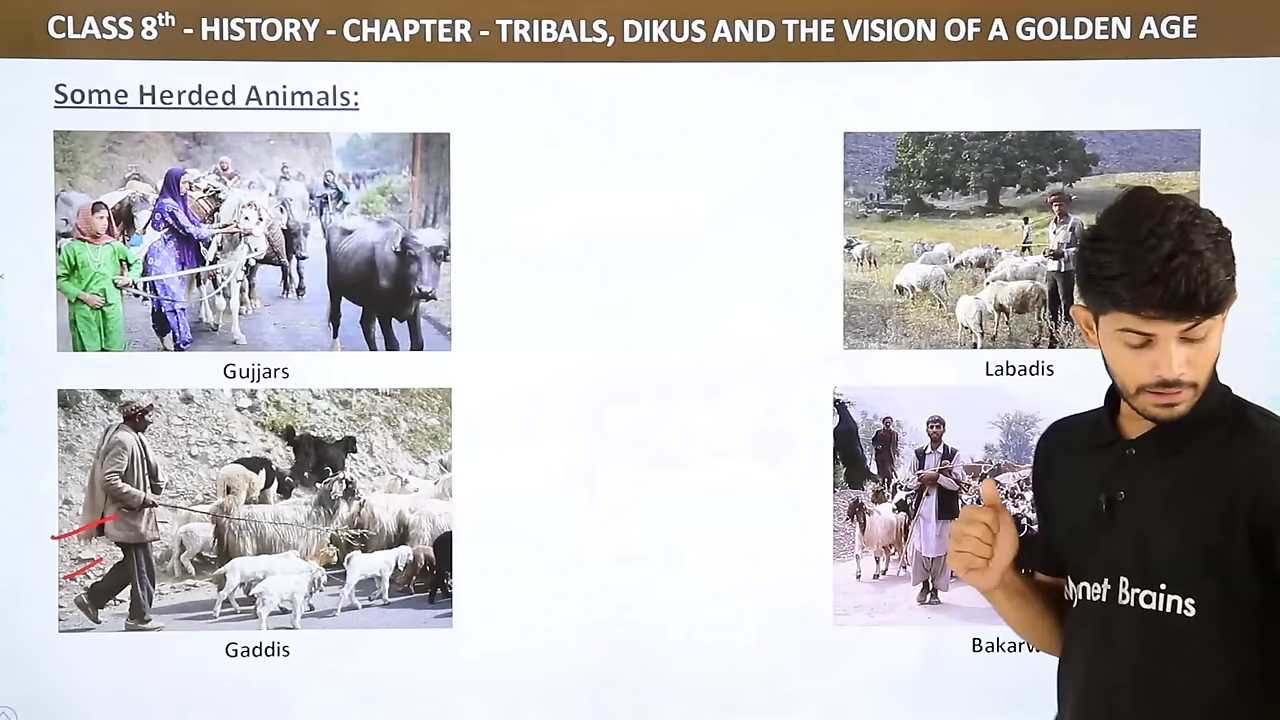 CLASS 8th - HISTORY - CHAPTER - TRIBALS, DIKUS AND THE VISION OF A GOLDEN AGE
Some Herded Animals:
Gujjars
Labadis
Gaddis
Bakarw
net Brains